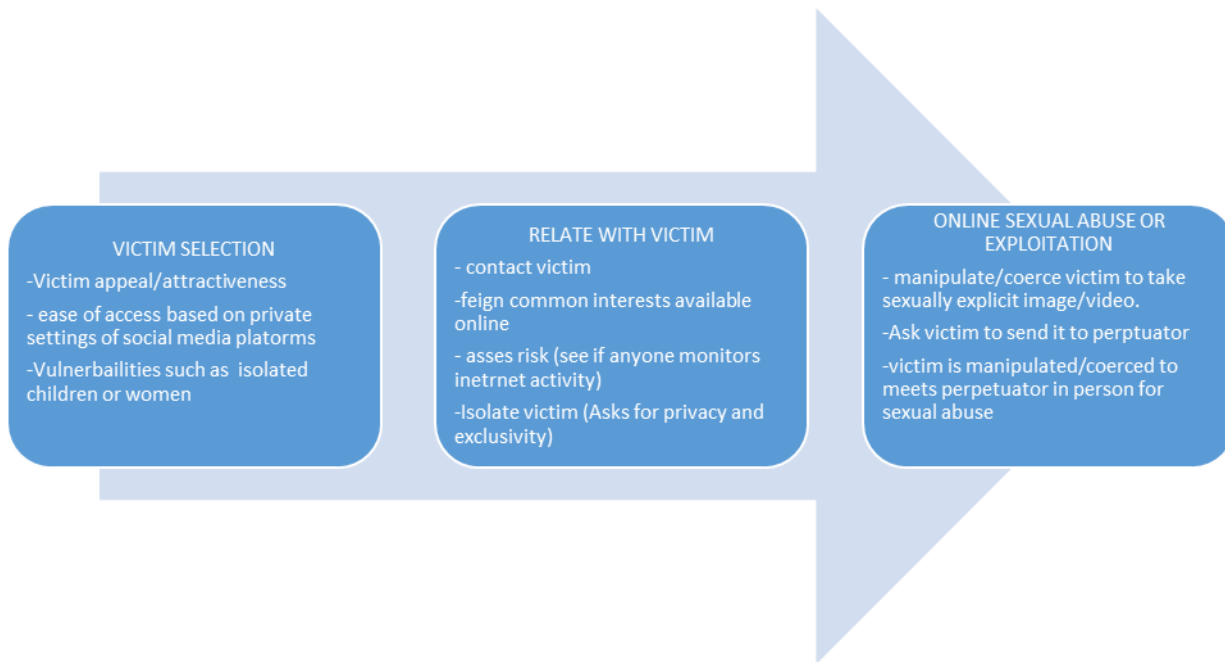 VICTIM SELECTION
-Victim appeal/attractiveness
- ease of access based on private
settings of social media platorms
-Vulnerbailities such as isolated
children or women
RELATE WITH VICTIM
- contact victim
-feign common interests available
online
- asses risk (see if anyone monitors
inetrnet activity)
-Isolate victim (Asks for privacy and
exclusivity)
ONLINE SEXUAL ABUSE OR
EXPLOITATION
- manipulate/coerce victim to take
sexually explicit image/video.
-Ask victim to send it to perptuator
-victim is manipulated/coerced to
meets perpetuator in person for
sexual abuse